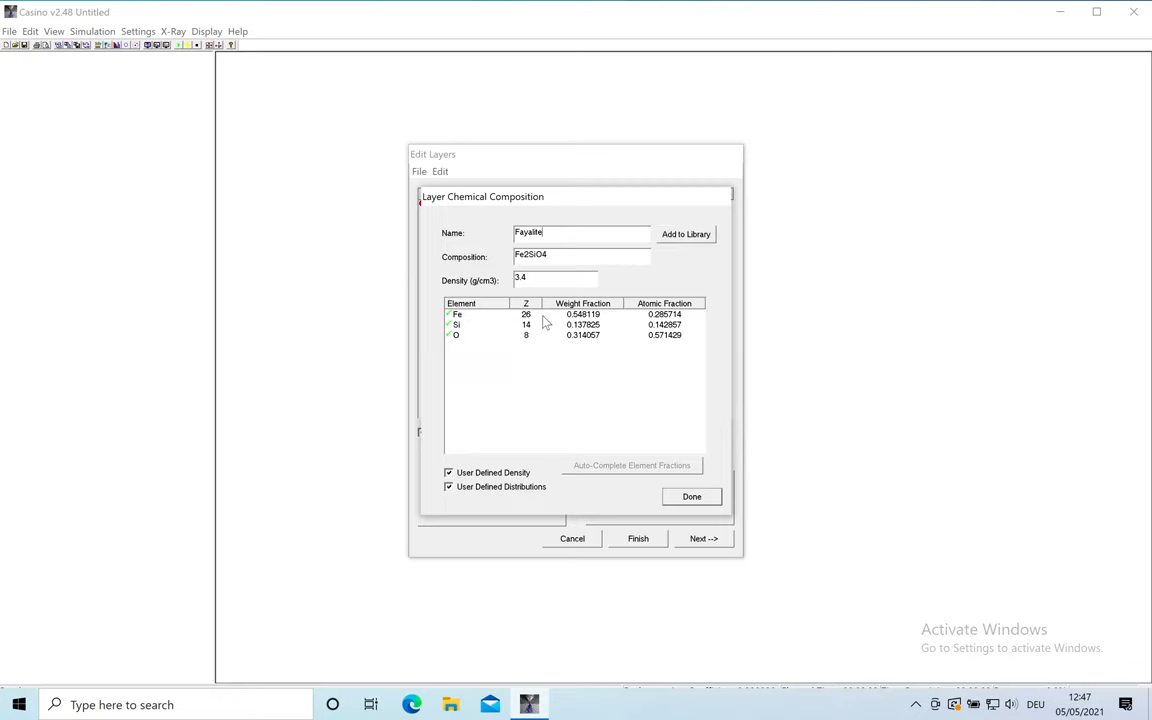 Casino v2.48 Untitled
File Edit View Simulation Settings X-Ray Display Help
Edit Layers
File Edit
Layer Chemical Composition
Name: Fayalite Add to Library
Composition: Fe2SiO4
Density (g/cm3): 3.4
Element Z Weight Fraction Atomic Fraction
Fe 26 0.548119 0.285714
Si 14 0.137825 0.142857
O 8 0.314057 0.571429
User Defined Density Auto-Complete Element Fractions
User Defined Distributions
Done
Cancel Finish Next -->
Activate Windows
Go to Settings to activate Windows.
Type here to search
DEU
12:47
05/05/2021